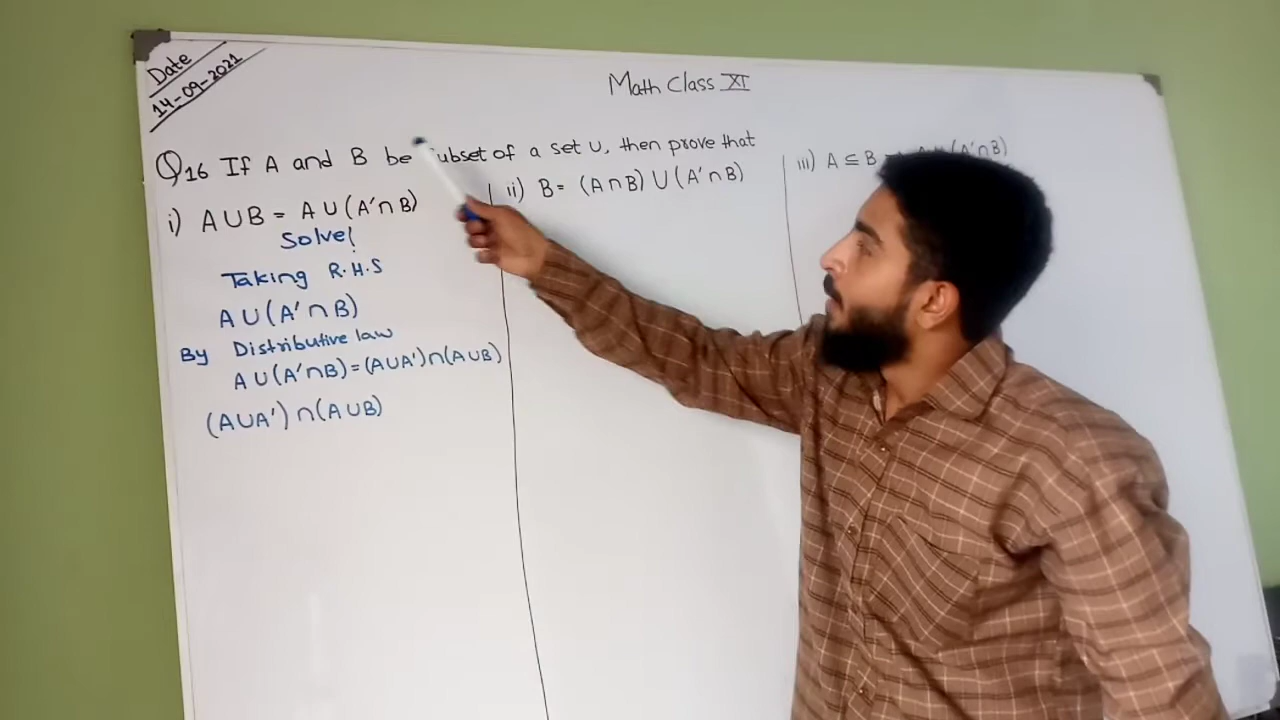 Date
14-09-2021
Math Class XI
Q16 If A and B be subset of a set U, then prove that
i) A∪B = A∪(A'∩B)
Solve!
Taking R.H.S
A∪(A'∩B)
By Distributive law
A∪(A'∩B)=(A∪A')∩(A∪B)
(A∪A')∩(A∪B)
ii) B= (A∩B)∪(A'∩B)
iii) A⊆B (A'∩B)